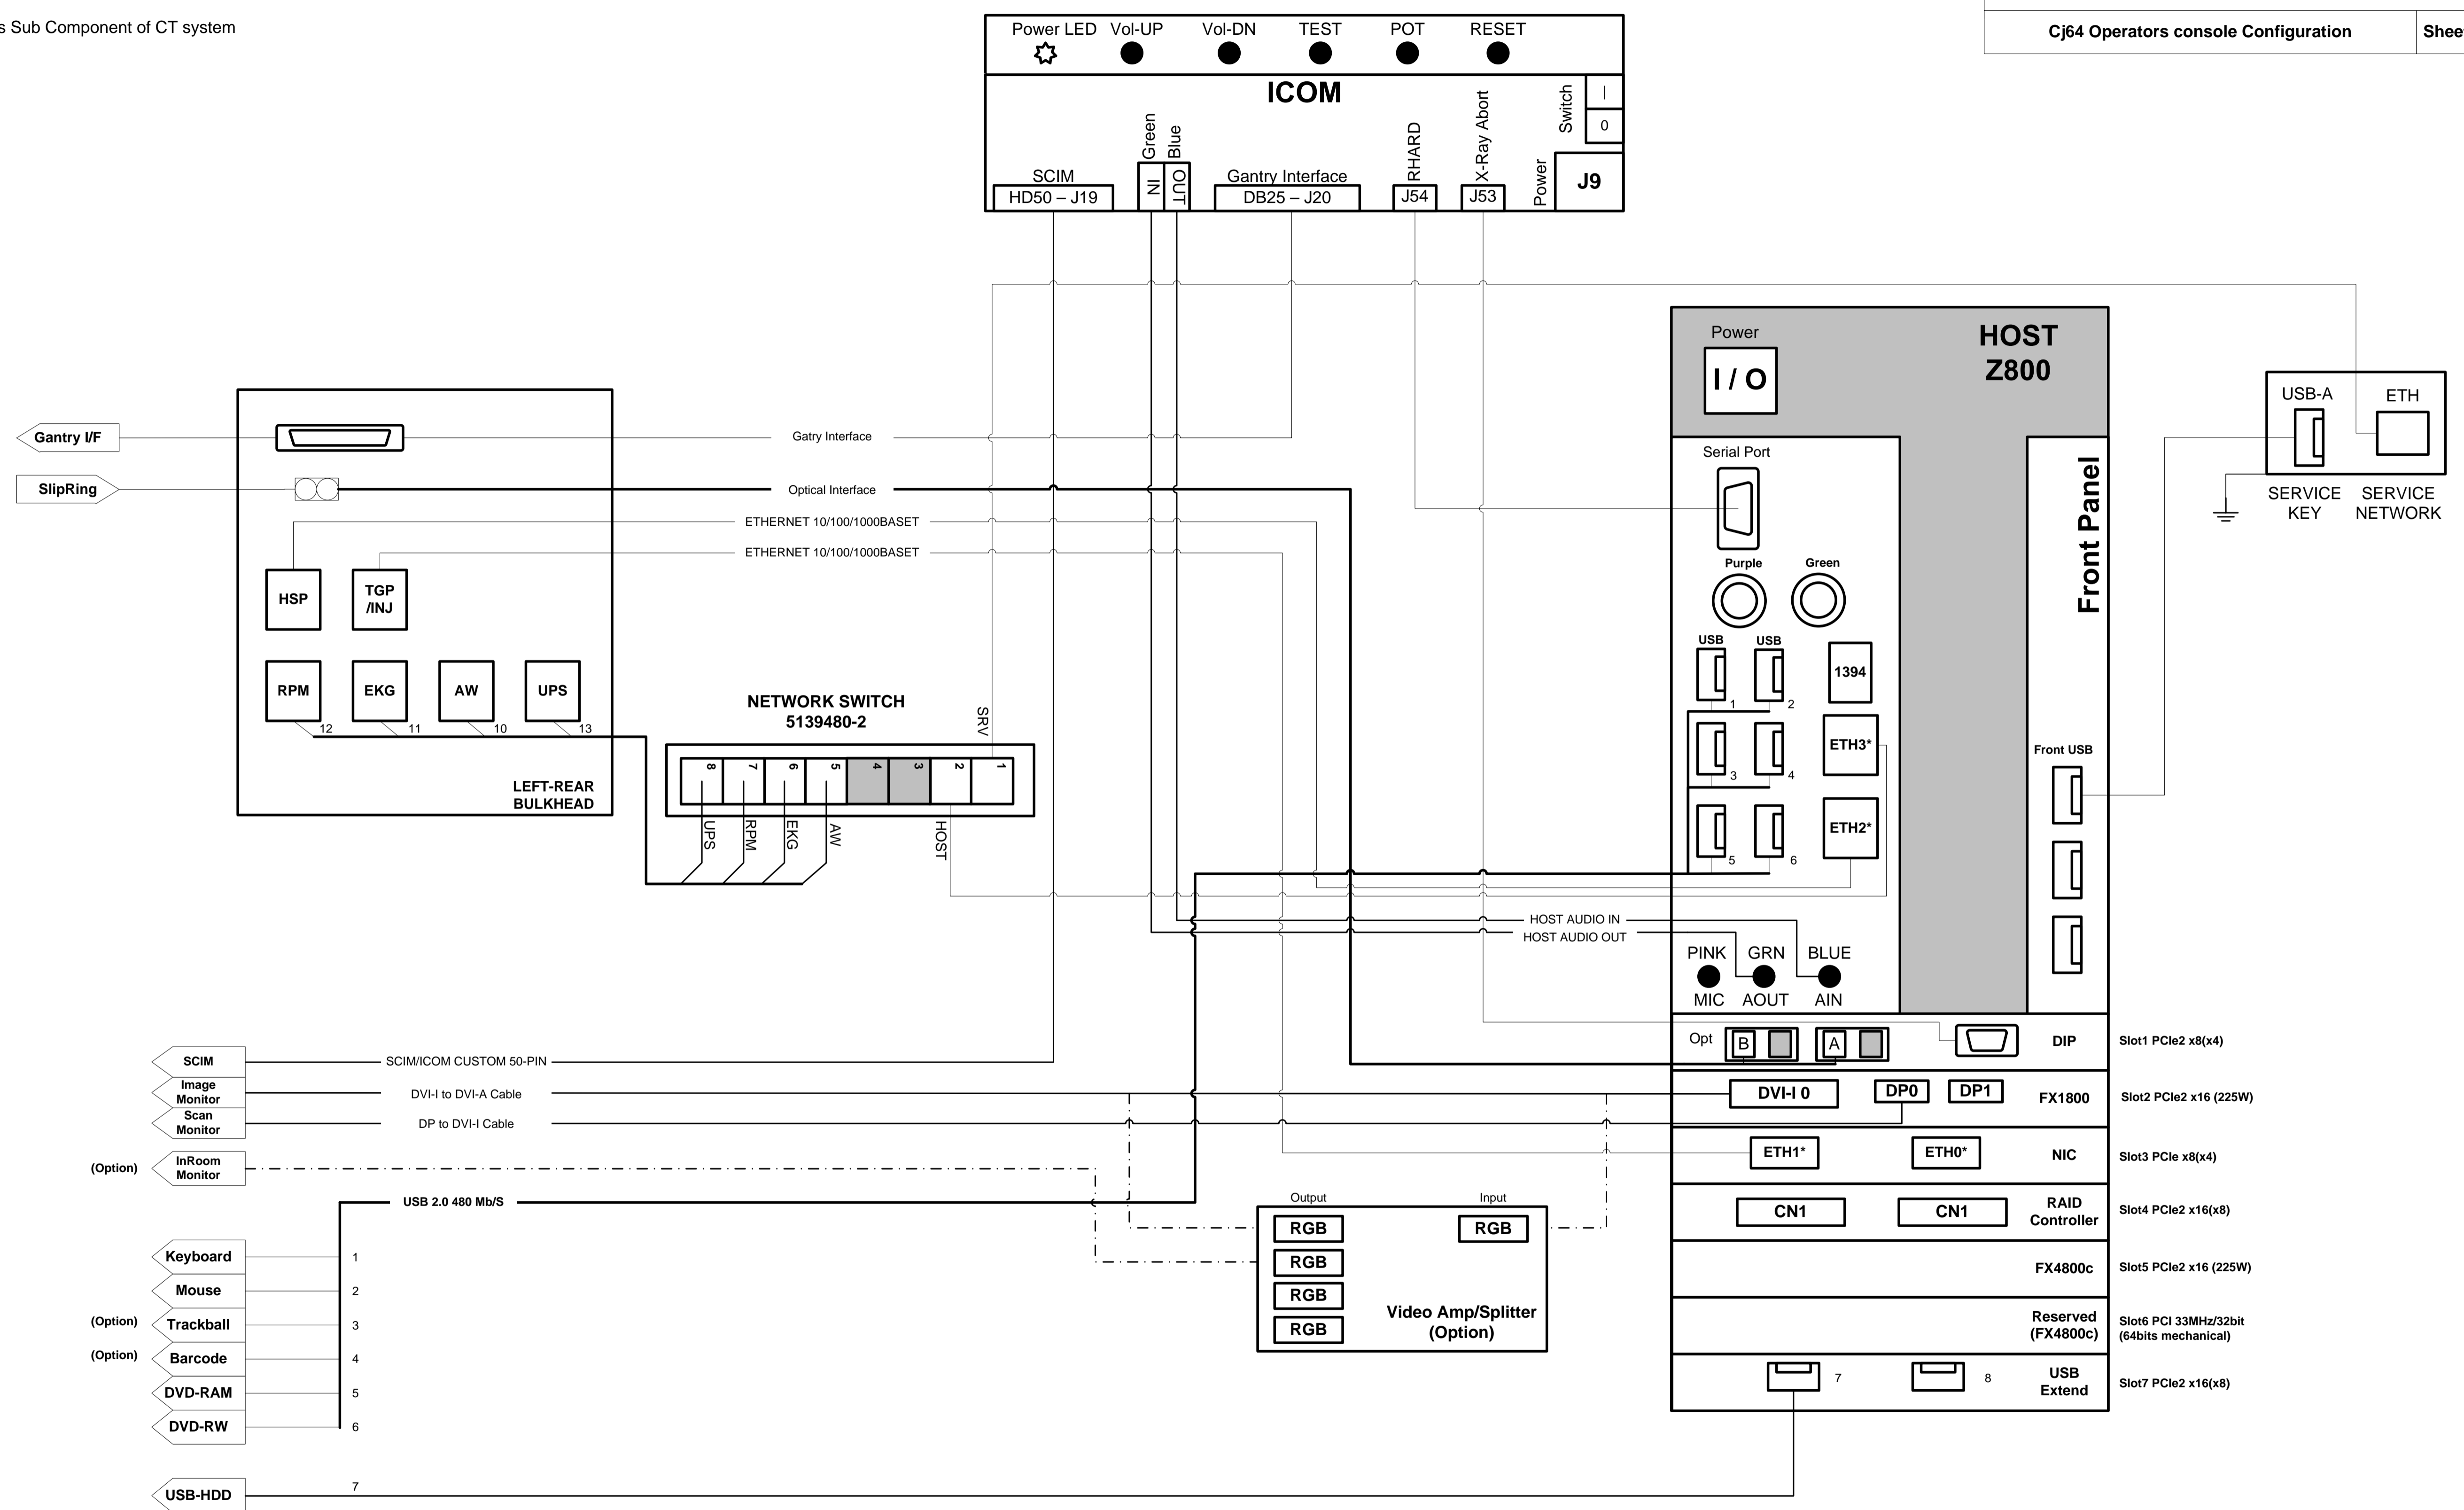 s Sub Component of CT system
Cj64 Operators console Configuration
Shee
Power LED
Vol-UP
Vol-DN
TEST
POT
RESET
ICOM
Switch
|
0
Green
Blue
RHARD
X-Ray Abort
Power
SCIM
Gantry Interface
HD50 – J19
IN
OUT
DB25 – J20
J54
J53
J9
Gantry I/F
SlipRing
Gatry Interface
Optical Interface
ETHERNET 10/100/1000BASET
ETHERNET 10/100/1000BASET
HSP
TGP
/INJ
RPM
EKG
AW
UPS
12
11
10
13
LEFT-REAR
BULKHEAD
NETWORK SWITCH
5139480-2
SRV
8
7
6
5
4
3
2
1
UPS
RPM
EKG
AW
HOST
HOST
Z800
Power
I / O
Serial Port
Purple
Green
USB
USB
1
2
1394
3
4
ETH3*
5
6
ETH2*
Front Panel
Front USB
USB-A
ETH
SERVICE
KEY
SERVICE
NETWORK
HOST AUDIO IN
HOST AUDIO OUT
PINK
GRN
BLUE
MIC
AOUT
AIN
Opt
B
A
DIP
Slot1 PCIe2 x8(x4)
DVI-I 0
DP0
DP1
FX1800
Slot2 PCIe2 x16 (225W)
ETH1*
ETH0*
NIC
Slot3 PCIe x8(x4)
CN1
CN1
RAID
Controller
Slot4 PCIe2 x16(x8)
FX4800c
Slot5 PCIe2 x16 (225W)
Reserved
(FX4800c)
Slot6 PCI 33MHz/32bit
(64bits mechanical)
7
8
USB
Extend
Slot7 PCIe2 x16(x8)
SCIM
SCIM/ICOM CUSTOM 50-PIN
Image
Monitor
DVI-I to DVI-A Cable
Scan
Monitor
DP to DVI-I Cable
(Option)
InRoom
Monitor
USB 2.0 480 Mb/S
Keyboard
1
Mouse
2
(Option)
Trackball
3
(Option)
Barcode
4
DVD-RAM
5
DVD-RW
6
USB-HDD
7
Output
Input
RGB
RGB
RGB
RGB
RGB
Video Amp/Splitter
(Option)